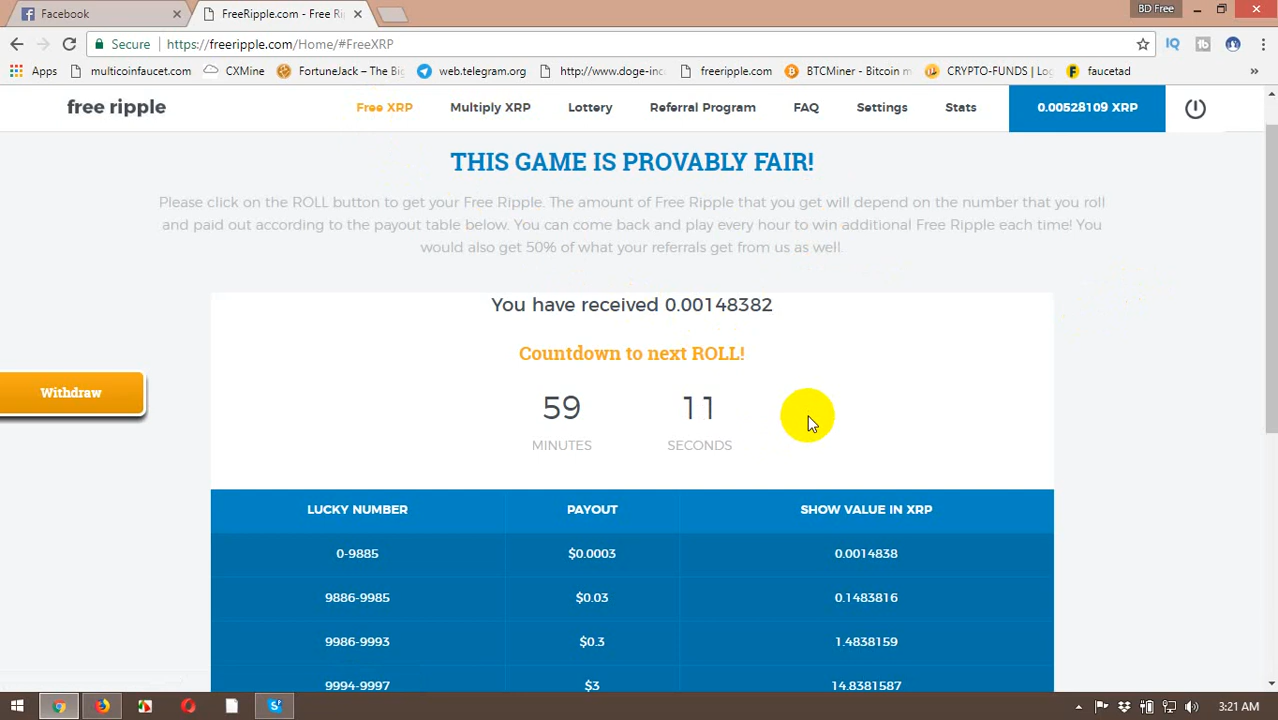 Facebook
FreeRipple.com - Free Ri
BD Free
Secure https://freeripple.com/Home/#FreeXRP
Apps multicoinfaucet.com CXMine FortuneJack – The Big web.telegram.org http://www.doge-inc freeripple.com BTCMiner - Bitcoin m CRYPTO-FUNDS | Log faucetad
free ripple Free XRP Multiply XRP Lottery Referral Program FAQ Settings Stats 0.00528109 XRP
THIS GAME IS PROVABLY FAIR!
Please click on the ROLL button to get your Free Ripple. The amount of Free Ripple that you get will depend on the number that you roll
and paid out according to the payout table below. You can come back and play every hour to win additional Free Ripple each time! You
would also get 50% of what your referrals get from us as well.
You have received 0.00148382
Countdown to next ROLL!
Withdraw
59 11
MINUTES SECONDS
LUCKY NUMBER PAYOUT SHOW VALUE IN XRP
0-9885 $0.0003 0.0014838
9886-9985 $0.03 0.1483816
9986-9993 $0.3 1.4838159
9994-9997 $3 14.8381587
3:21 AM